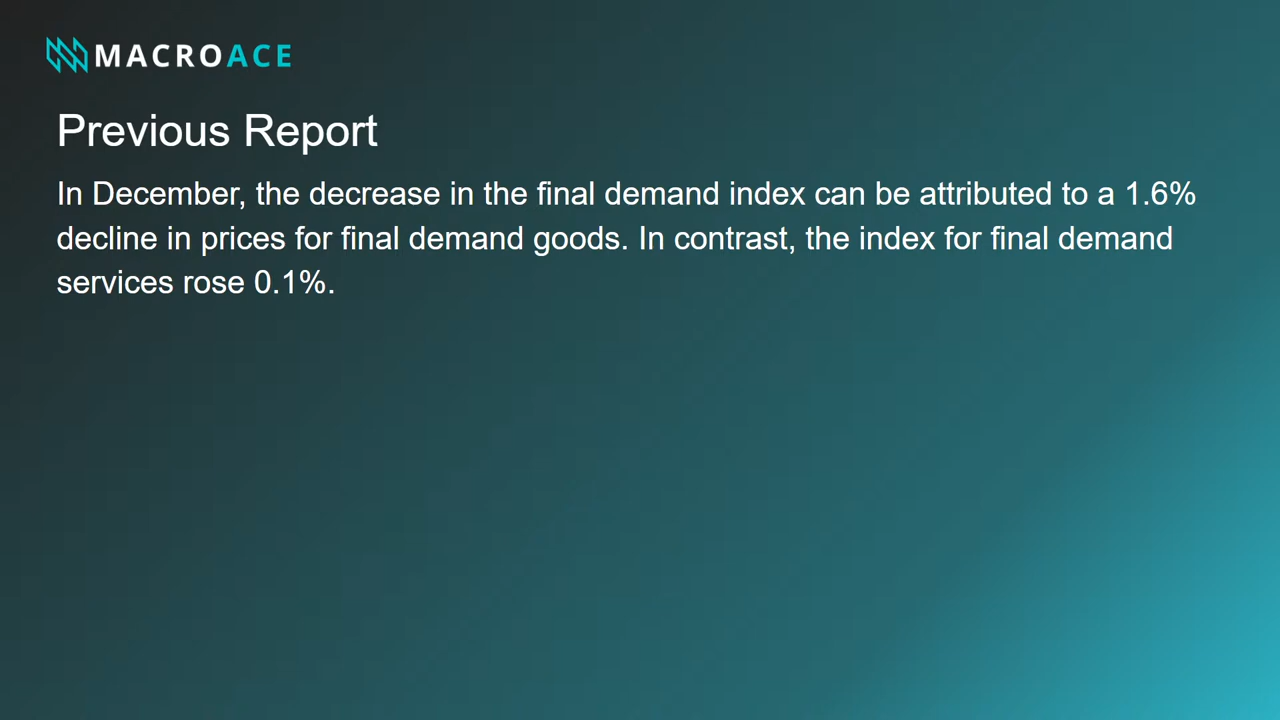 MACROACE
Previous Report
In December, the decrease in the final demand index can be attributed to a 1.6%
decline in prices for final demand goods. In contrast, the index for final demand
services rose 0.1%.